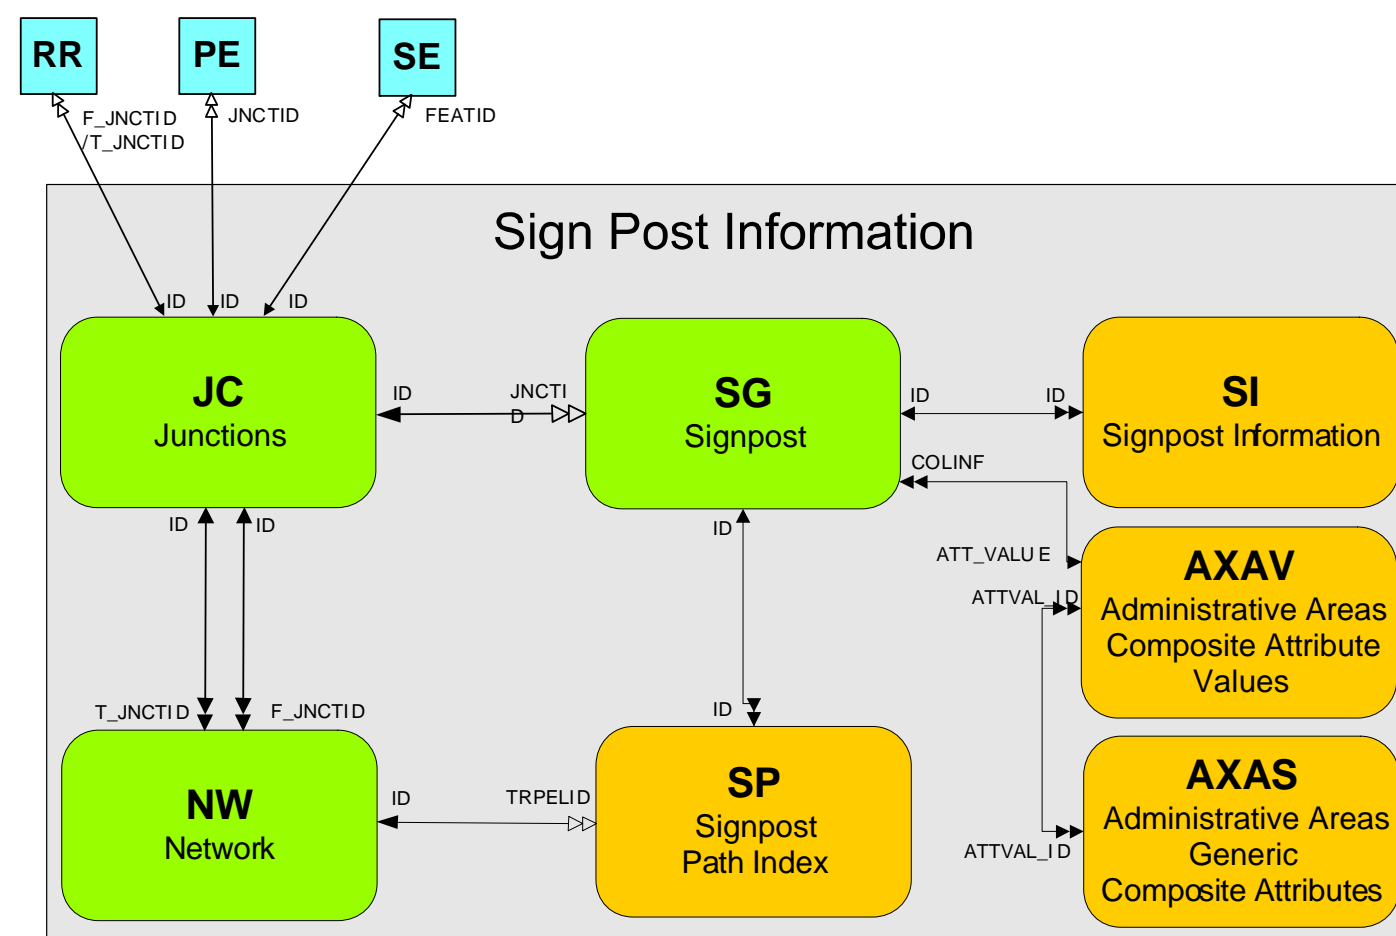 RR
PE
SE
F_JNCTID
/T_JNCTID
JNCTID
FEATID
Sign Post Information
ID
ID
ID
JC
Junctions
ID
JNCTI
D
SG
Signpost
ID
ID
SI
Signpost Information
COLINF
ID
ID
ID
ATT_VALUE
ATTVAL_ID
AXAV
Administrative Areas
Composite Attribute
Values
T_JNCTID
F_JNCTID
ID
NW
Network
ID
TRPELID
SP
Signpost
Path Index
ATTVAL_ID
AXAS
Administrative Areas
Generic
Composite Attributes